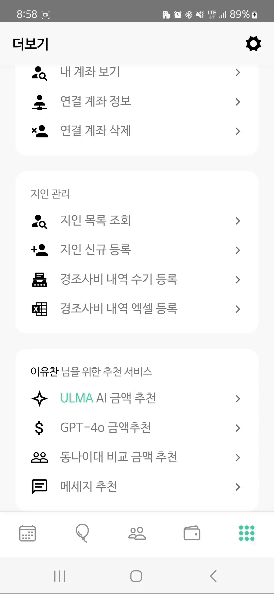 8:58
89%
더보기
내 계좌 보기
연결 계좌 정보
연결 계좌 삭제
지인 관리
지인 목록 조회
지인 신규 등록
경조사비 내역 수기 등록
경조사비 내역 엑셀 등록
이유찬 님을 위한 추천 서비스
ULMA AI 금액 추천
GPT-4o 금액추천
동나이대 비교 금액 추천
메세지 추천